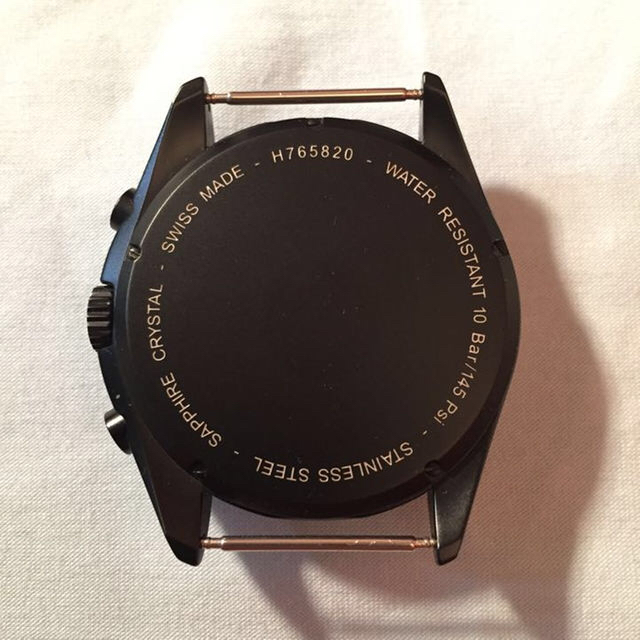 SAPPHIRE CRYSTAL - SWISS MADE - H765820 - WATER RESISTANT 10 Bar/145 Psi - STAINLESS STEEL -